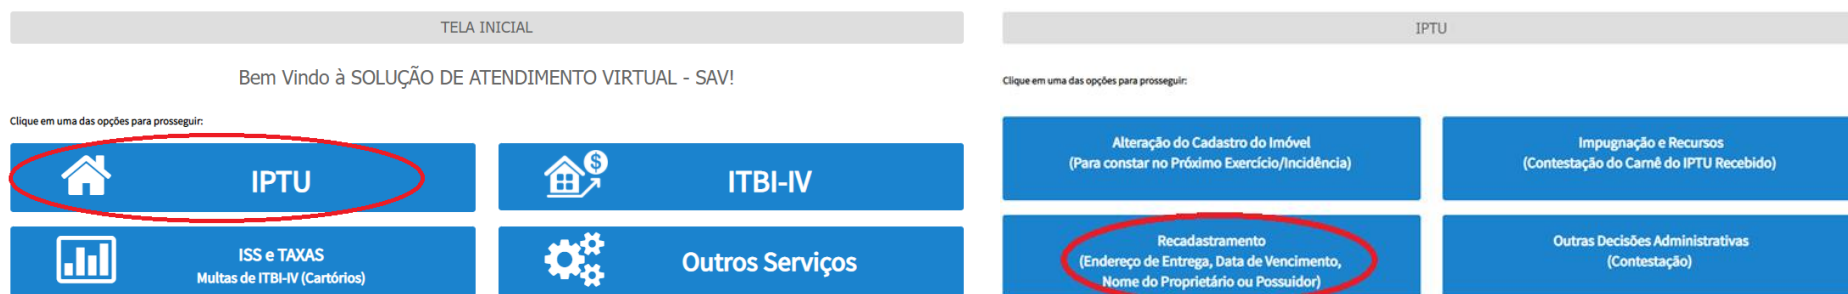 TELA INICIAL
Bem Vindo à SOLUÇÃO DE ATENDIMENTO VIRTUAL - SAV!
Clique em uma das opções para prosseguir:
IPTU
ITBI-IV
ISS e TAXAS
Multas de ITBI-IV (Cartórios)
Outros Serviços
IPTU
Clique em uma das opções para prosseguir:
Alteração do Cadastro do Imóvel
(Para constar no Próximo Exercício/Incidência)
Impugnação e Recursos
(Contestação do Carnê do IPTU Recebido)
Recadastramento
(Endereço de Entrega, Data de Vencimento,
Nome do Proprietário ou Possuidor)
Outras Decisões Administrativas
(Contestação)